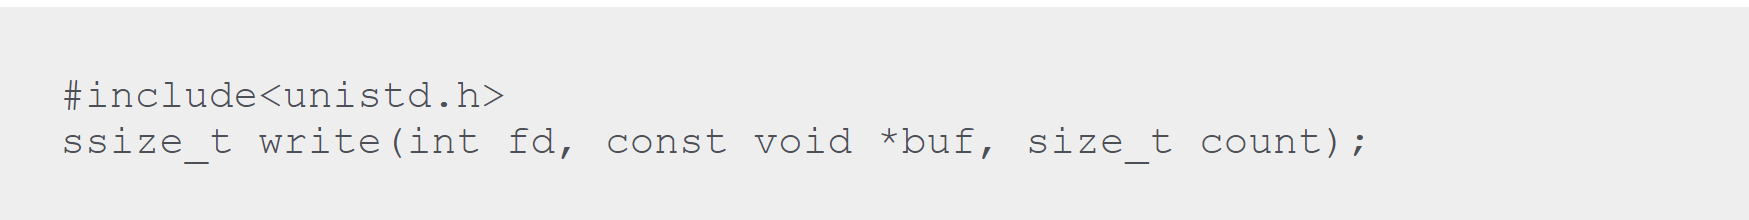 #include<unistd.h>
ssize_t write(int fd, const void *buf, size_t count);